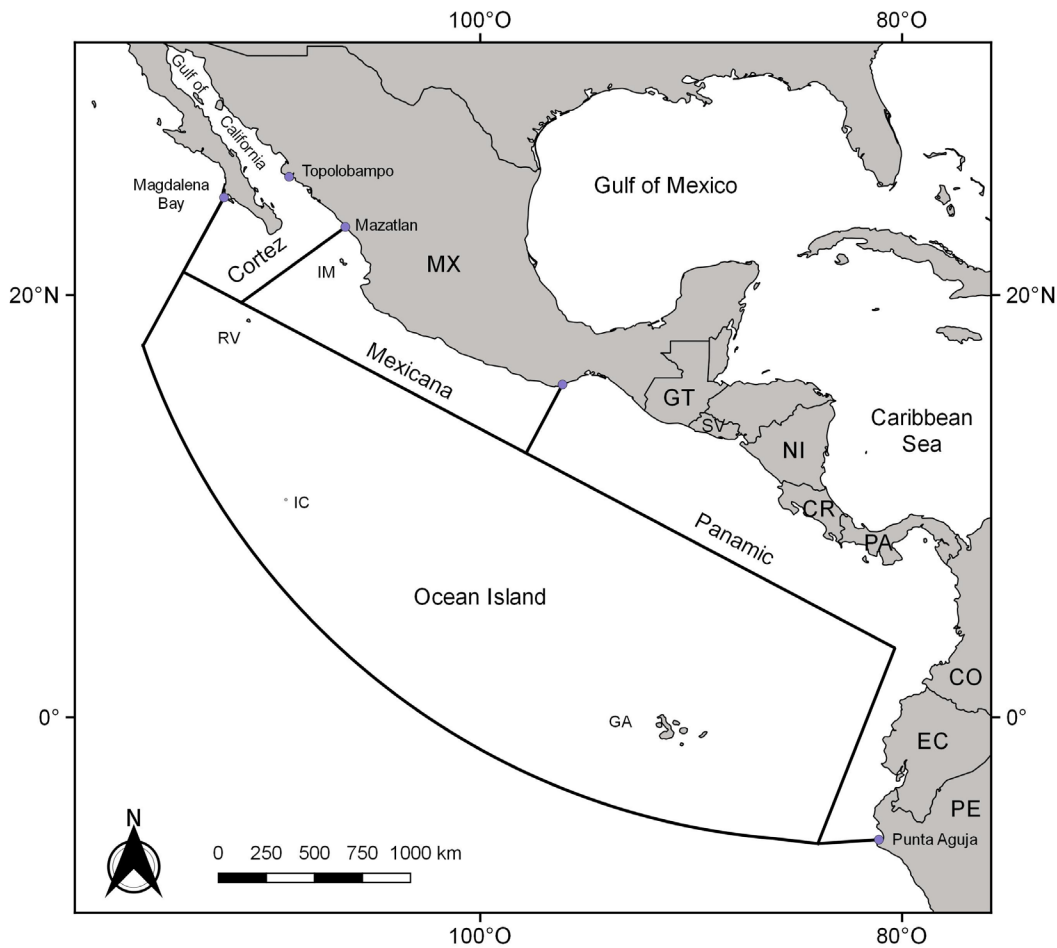 100°O
80°O
Gulf of
California
Topolobampo
Magdalena
Bay
Gulf of Mexico
Mazatlan
Cortez
IM
MX
20°N
20°N
RV
Mexicana
GT
SV
Caribbean
Sea
NI
IC
CR
Panamic
PA
Ocean Island
CO
0°
0°
GA
EC
PE
N
Punta Aguja
0 250 500 750 1000 km
100°O
80°O